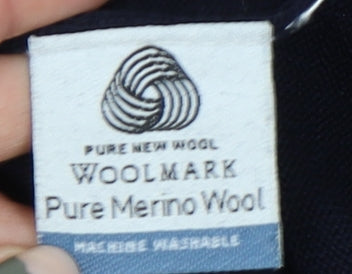 PURE NEW WOOL
WOOLMARK
Pure Merino Wool
MACHINE WASHABLE